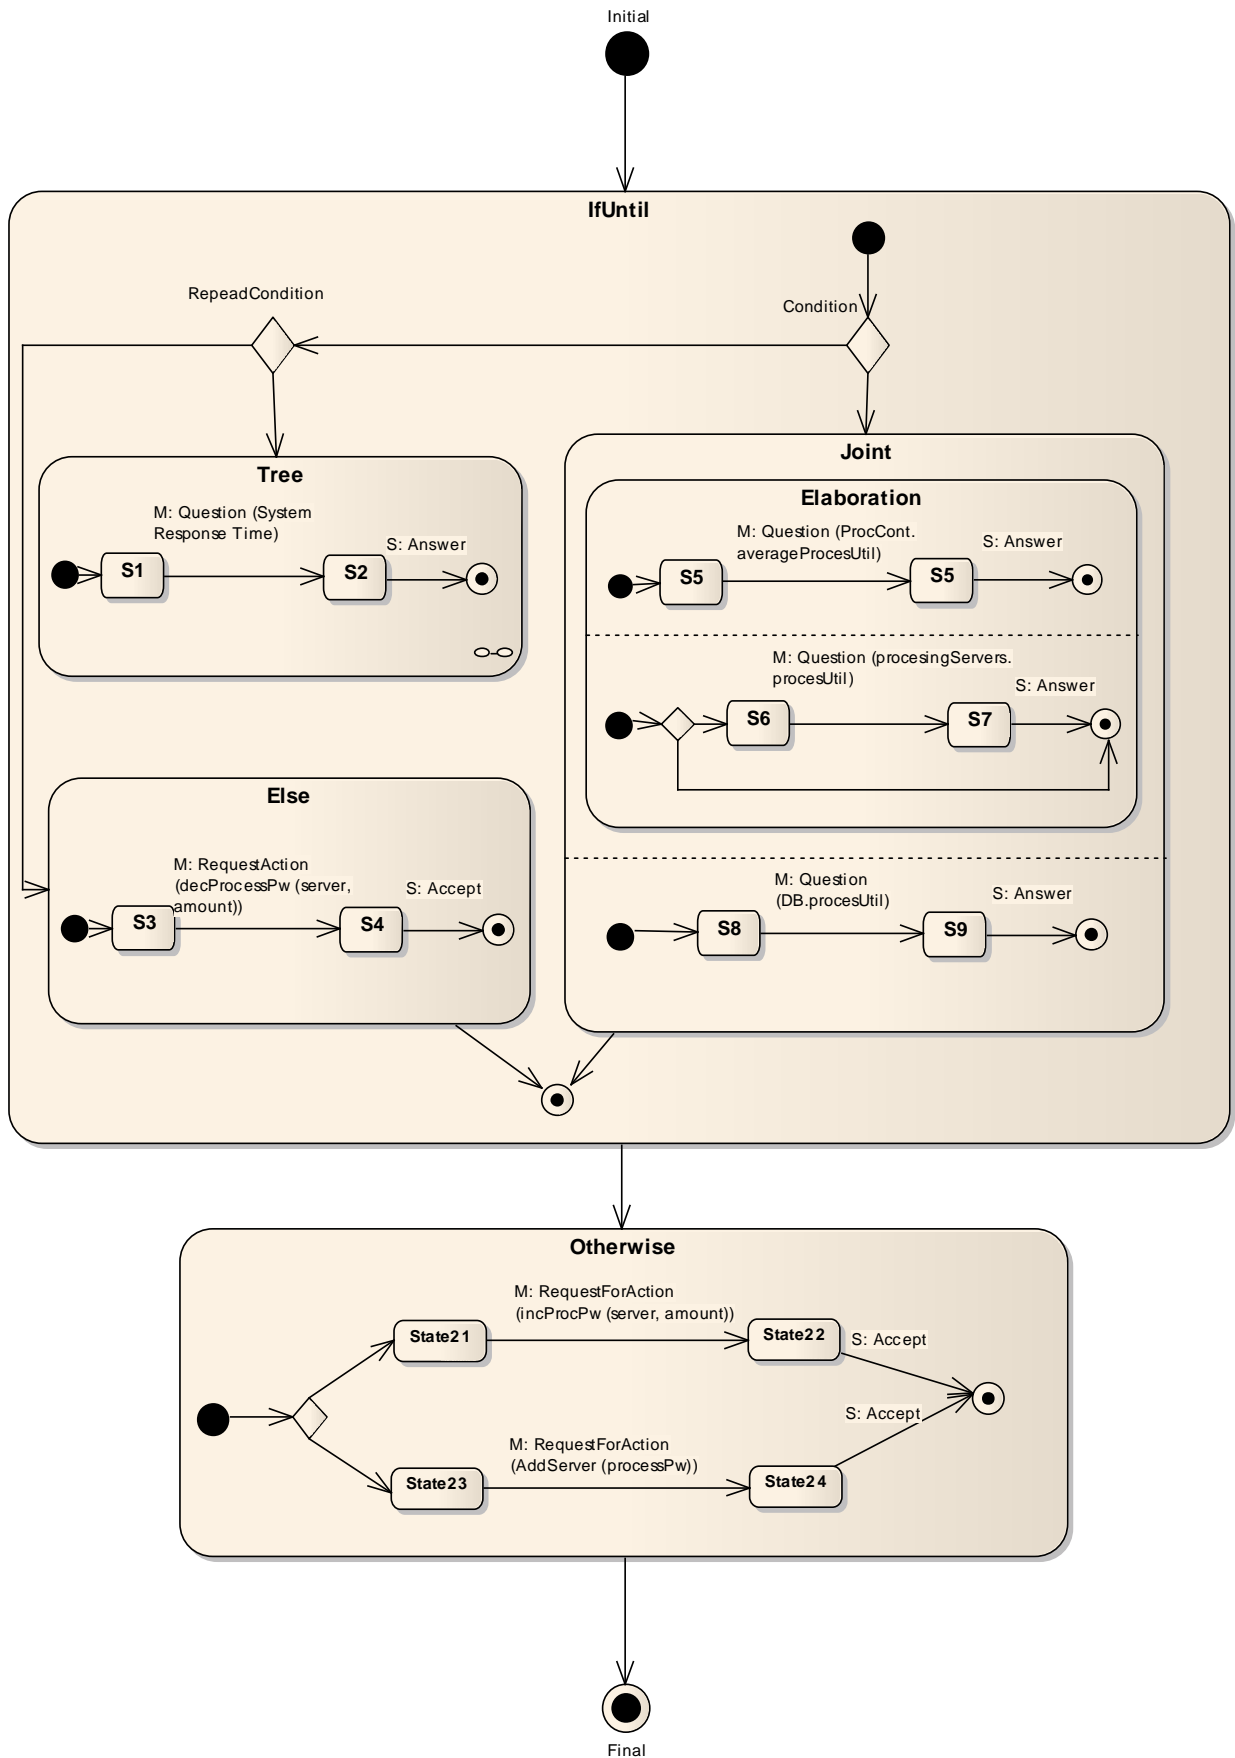 Initial
IfUntil
RepeadCondition
Condition
Tree
M: Question (System
Response Time)
S: Answer
S1
S2
Joint
Elaboration
M: Question (ProcCont.
averageProcesUtil)
S: Answer
S5
S5
M: Question (procesingServers.
procesUtil)
S: Answer
S6
S7
Else
M: RequestAction
(decProcessPw (server,
amount))
S: Accept
S3
S4
M: Question
(DB.procesUtil)
S: Answer
S8
S9
Otherwise
M: RequestForAction
(incProcPw (server, amount))
State21
State22
S: Accept
S: Accept
M: RequestForAction
(AddServer (processPw))
State23
State24
Final